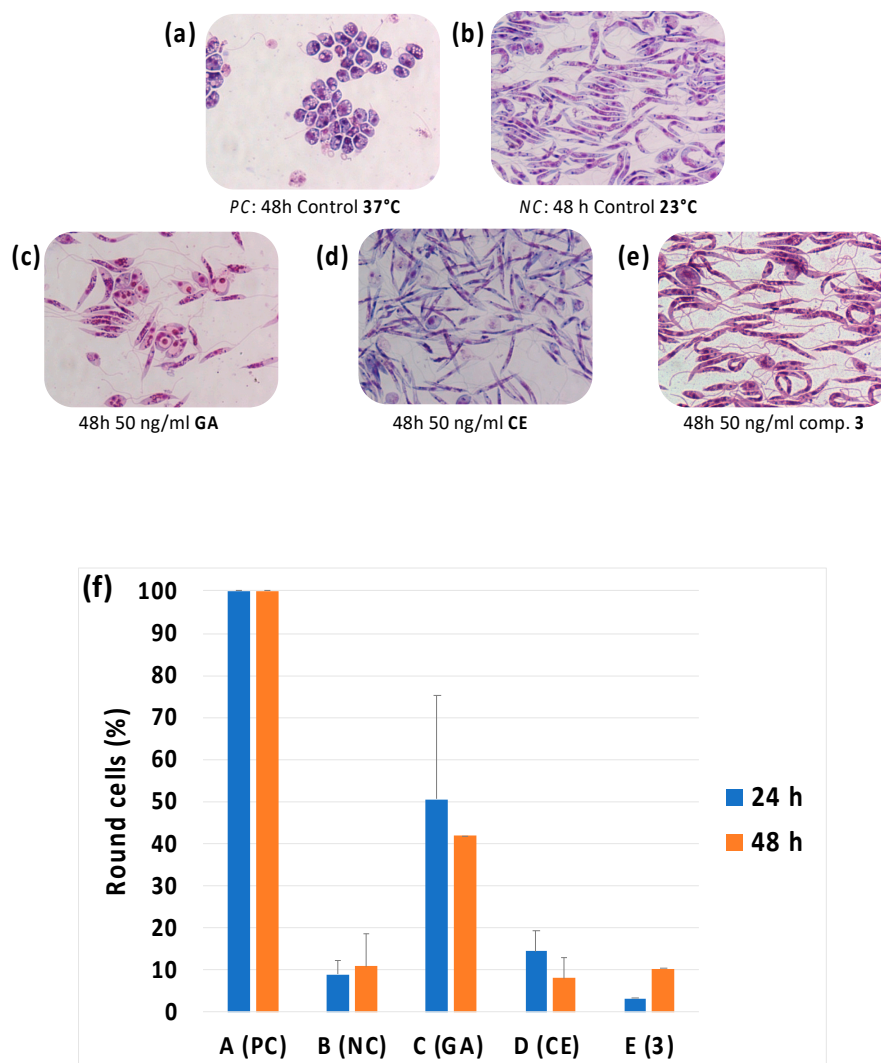 (a)
(b)
PC: 48h Control 37°C
NC: 48 h Control 23°C
(c)
(d)
(e)
48h 50 ng/ml GA
48h 50 ng/ml CE
48h 50 ng/ml comp. 3
(f)
100
90
80
70
60
50
40
30
20
10
0
Round cells (%)
24 h
48 h
A (PC) B (NC) C (GA) D (CE) E (3)